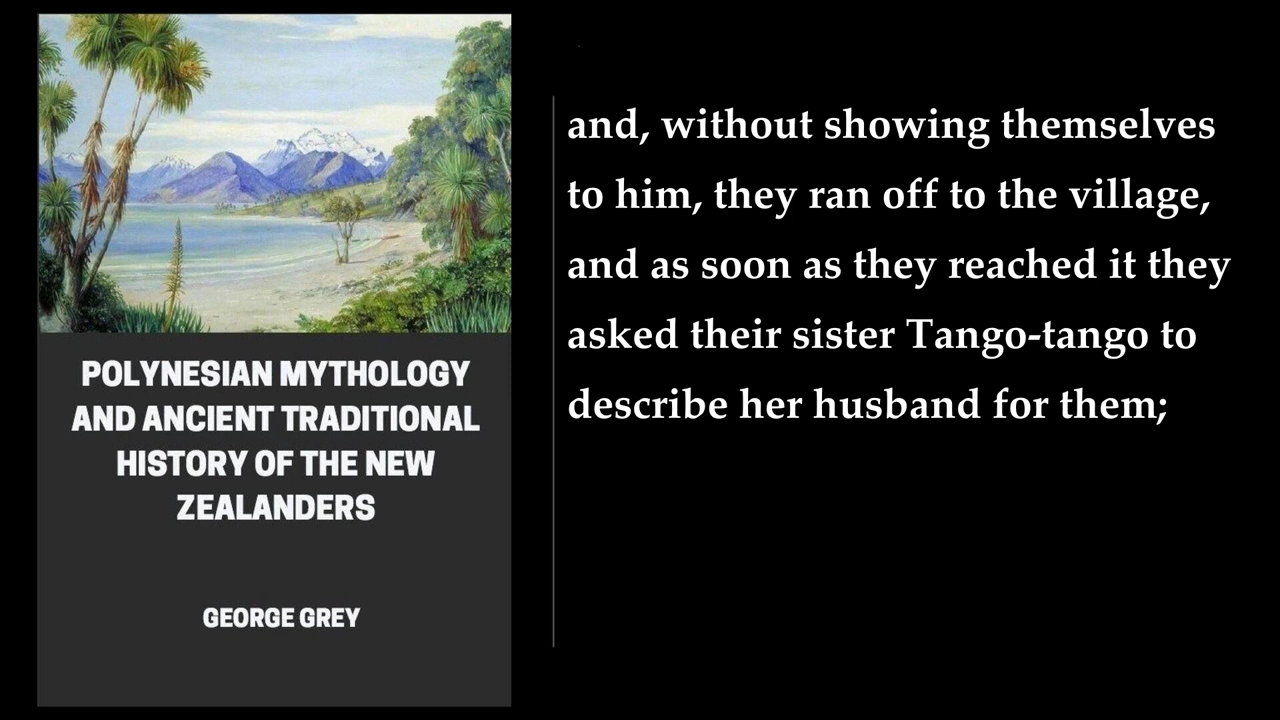 POLYNESIAN MYTHOLOGY
AND ANCIENT TRADITIONAL
HISTORY OF THE NEW
ZEALANDERS
GEORGE GREY
and, without showing themselves
to him, they ran off to the village,
and as soon as they reached it they
asked their sister Tango-tango to
describe her husband for them;